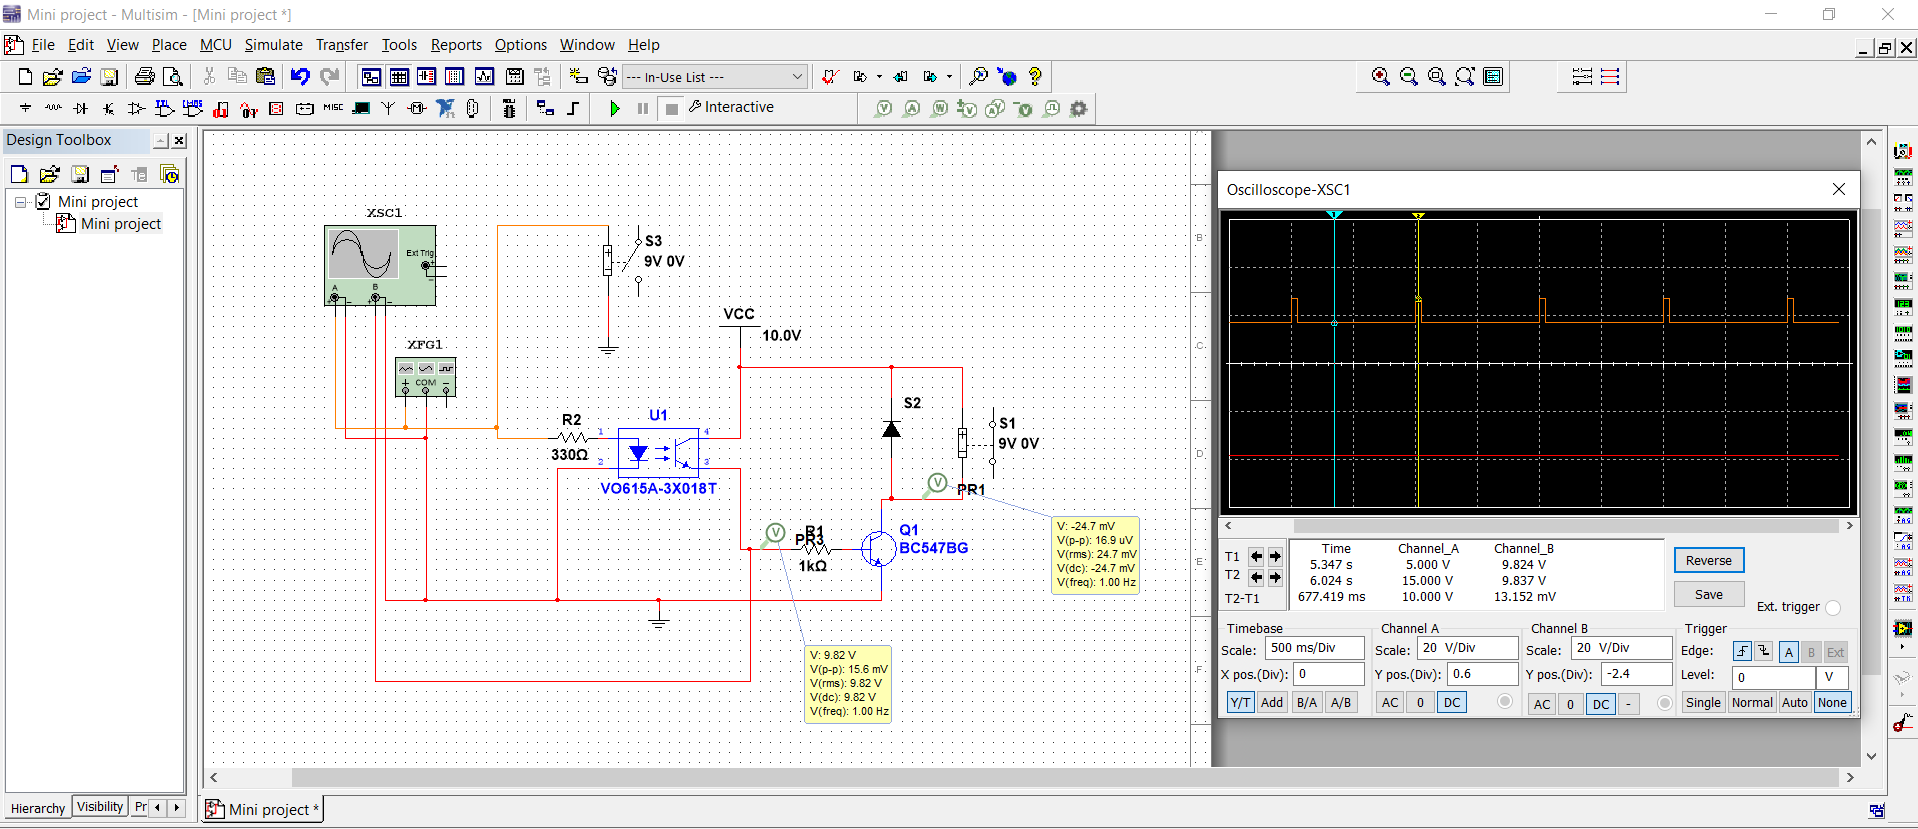 Mini project - Multisim - [Mini project *]
File Edit View Place MCU Simulate Transfer Tools Reports Options Window Help
--- In-Use List ---
MISC
Interactive
Design Toolbox
Mini project
Mini project
Hierarchy Visibility Pr
XSC1
Ext Trig
A B
XFG1
COM
S3
9V 0V
VCC
10.0V
R2
330Ω
U1
1 4
2 3
VO615A-3X018T
S2
S1
9V 0V
V
PR1
V
R1
PR3
1kΩ
Q1
BC547BG
V: -24.7 mV
V(p-p): 16.9 uV
V(rms): 24.7 mV
V(dc): -24.7 mV
V(freq): 1.00 Hz
V: 9.82 V
V(p-p): 15.6 mV
V(rms): 9.82 V
V(dc): 9.82 V
V(freq): 1.00 Hz
B
C
D
E
F
Mini project *
Oscilloscope-XSC1
Time Channel_A Channel_B
T1 5.347 s 5.000 V 9.824 V
T2 6.024 s 15.000 V 9.837 V
T2-T1 677.419 ms 10.000 V 13.152 mV
Reverse
Save
Ext. trigger
Timebase
Scale: 500 ms/Div
X pos.(Div): 0
Y/T Add B/A A/B
Channel A
Scale: 20 V/Div
Y pos.(Div): 0.6
AC 0 DC
Channel B
Scale: 20 V/Div
Y pos.(Div): -2.4
AC 0 DC -
Trigger
Edge: A B Ext
Level: 0 V
Single Normal Auto None